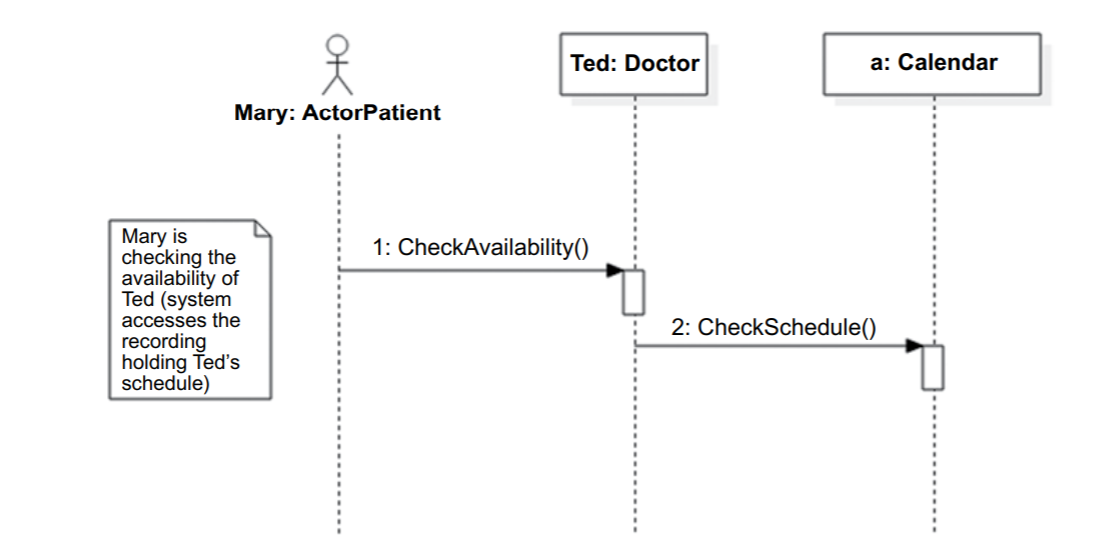 Mary: ActorPatient
Ted: Doctor
a: Calendar
Mary is
checking the
availability of
Ted (system
accesses the
recording
holding Ted's
schedule)
1: CheckAvailability()
2: CheckSchedule()